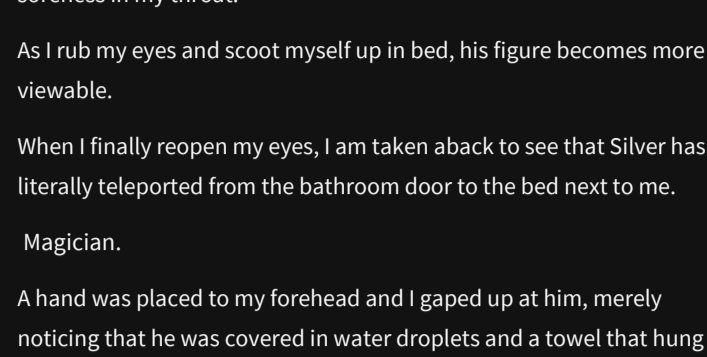 soreness in my throat.
As I rub my eyes and scoot myself up in bed, his figure becomes more
viewable.
When I finally reopen my eyes, I am taken aback to see that Silver has
literally teleported from the bathroom door to the bed next to me.
Magician.
A hand was placed to my forehead and I gaped up at him, merely
noticing that he was covered in water droplets and a towel that hung